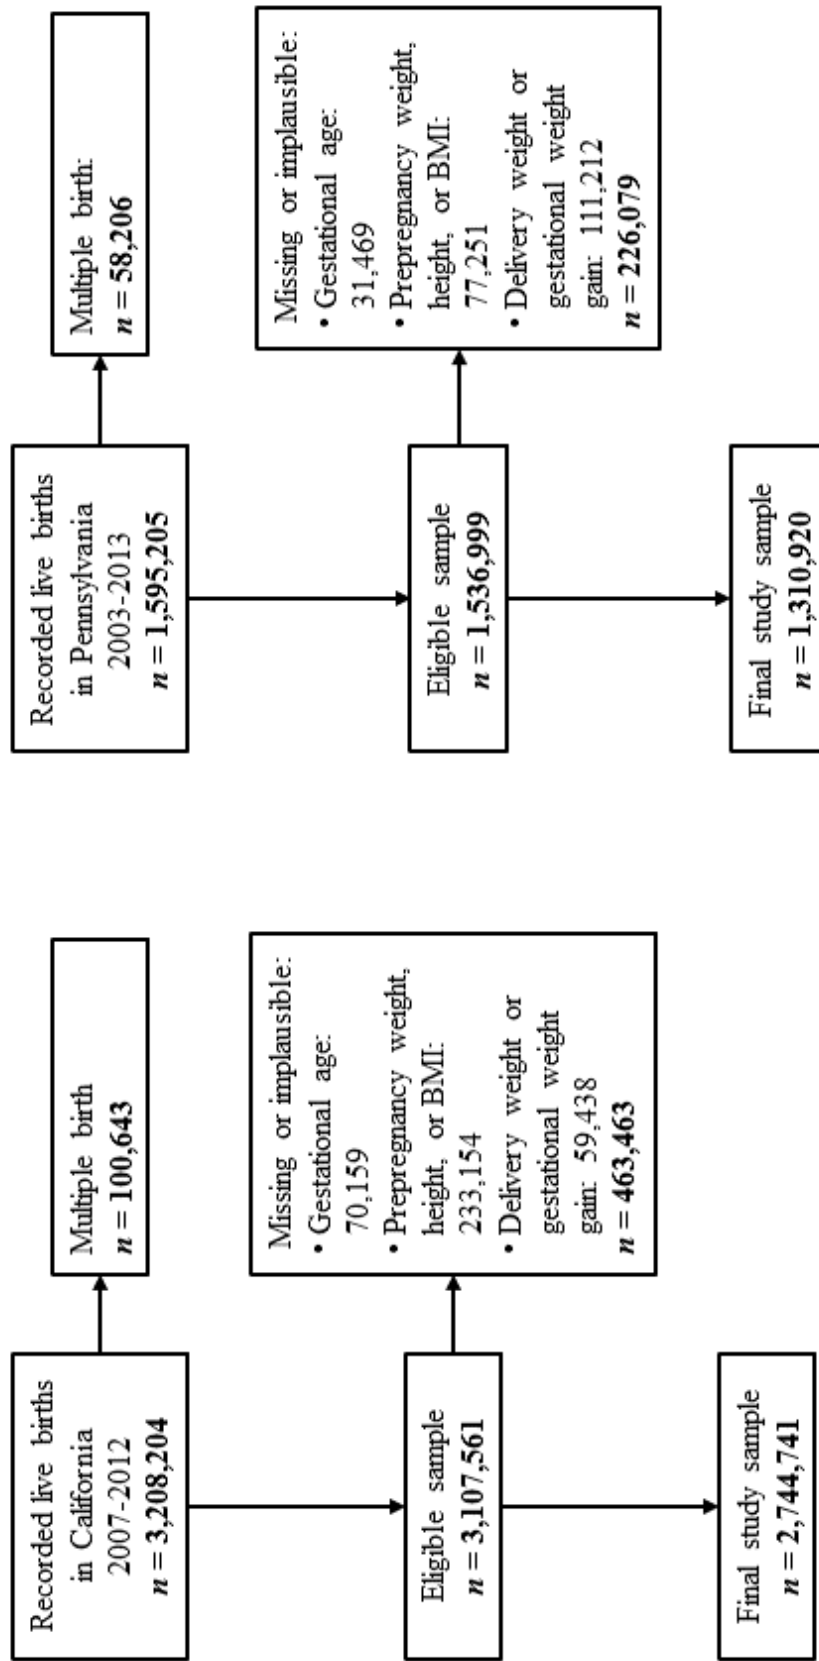 Recorded live births
in California
2007-2012
n = 3,208,204
Multiple birth
n = 100,643
Eligible sample
n = 3,107,561
Missing or implausible:
• Gestational age:
70,159
• Prepregnancy weight,
height, or BMI:
233,154
• Delivery weight or
gestational weight
gain: 59,438
n = 463,463
Final study sample
n = 2,744,741
Recorded live births
in Pennsylvania
2003-2013
n = 1,595,205
Multiple birth:
n = 58,206
Eligible sample
n = 1,536,999
Missing or implausible:
• Gestational age:
31,469
• Prepregnancy weight,
height, or BMI:
77,251
• Delivery weight or
gestational weight
gain: 111,212
n = 226,079
Final study sample
n = 1,310,920